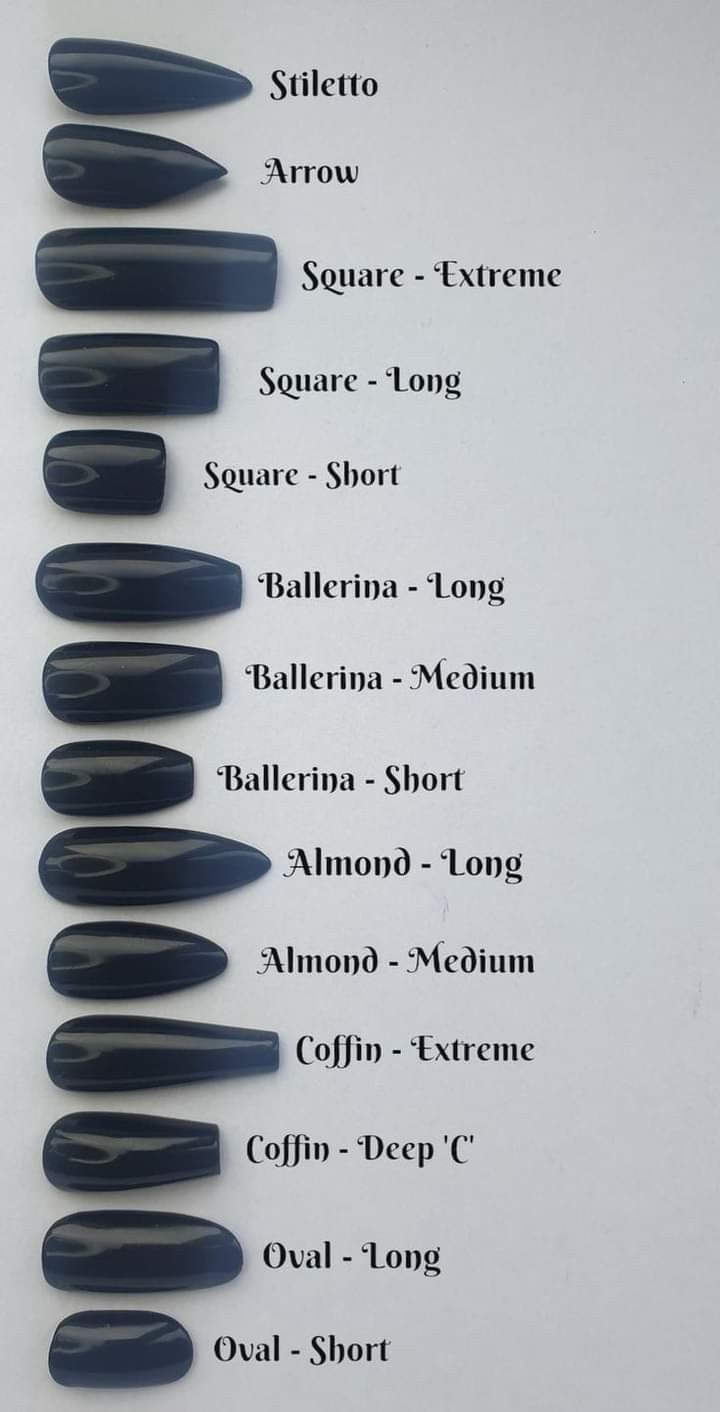 Stiletto
Arrow
Square - Extreme
Square - Long
Square - Short
Ballerina - Long
Ballerina - Medium
Ballerina - Short
Almond - Long
Almond - Medium
Coffin - Extreme
Coffin - Deep 'C'
Oval - Long
Oval - Short